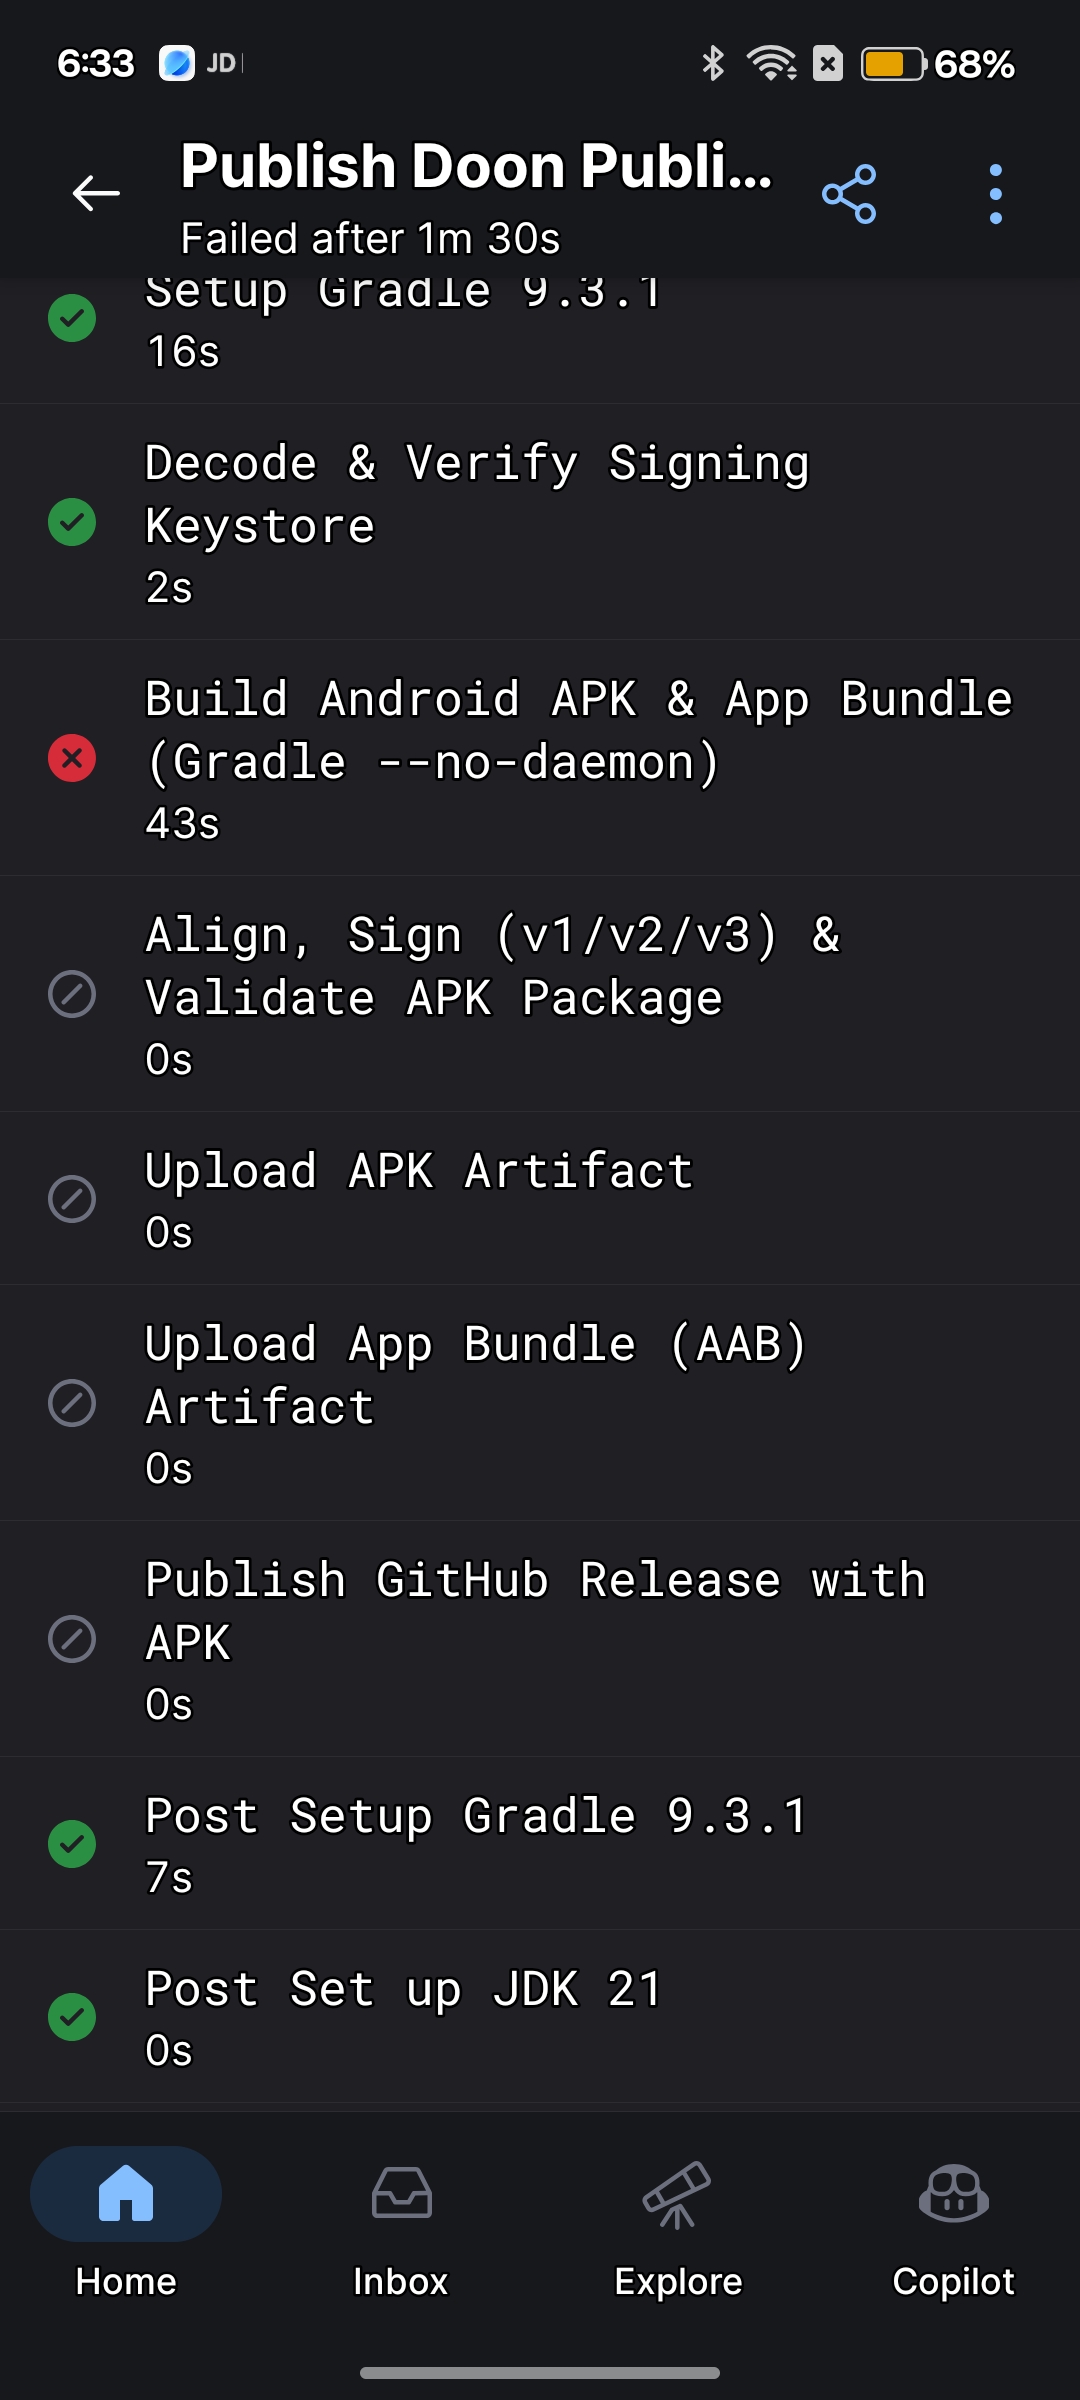 6:33 JD 68%
Publish Doon Publi...
Failed after 1m 30s
Setup Gradle 9.3.1
16s
Decode & Verify Signing
Keystore
2s
Build Android APK & App Bundle
(Gradle --no-daemon)
43s
Align, Sign (v1/v2/v3) &
Validate APK Package
0s
Upload APK Artifact
0s
Upload App Bundle (AAB)
Artifact
0s
Publish GitHub Release with
APK
0s
Post Setup Gradle 9.3.1
7s
Post Set up JDK 21
0s
Home Inbox Explore Copilot